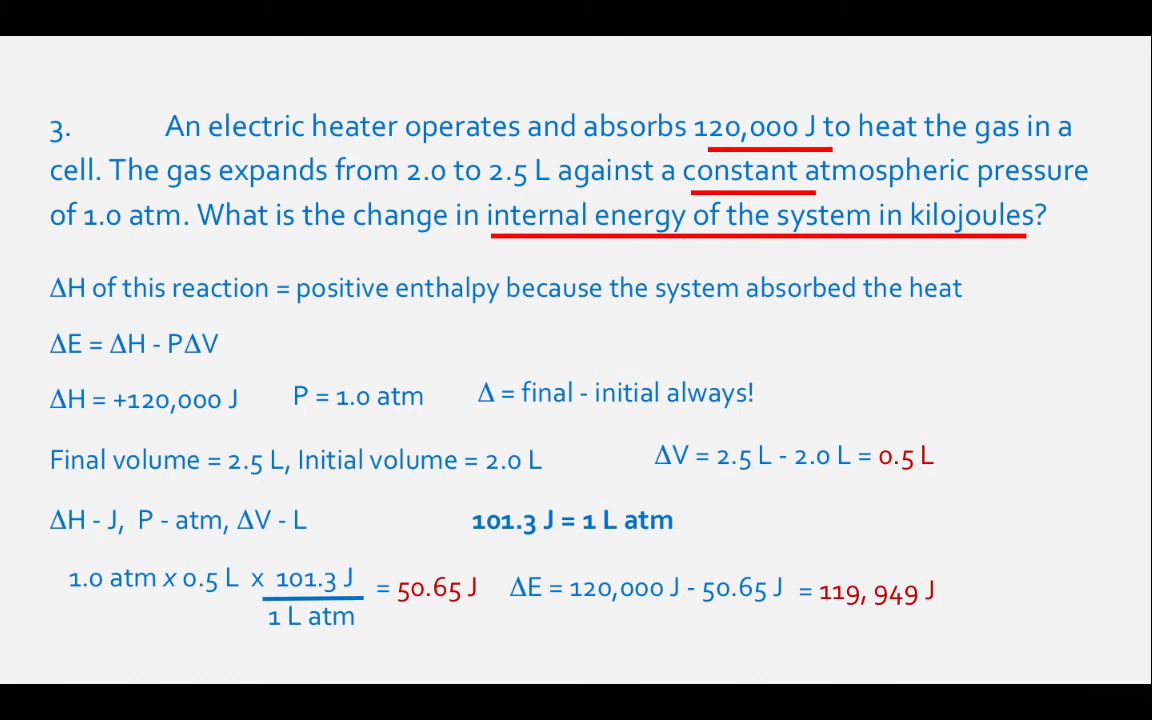 3. An electric heater operates and absorbs 120,000 J to heat the gas in a
cell. The gas expands from 2.0 to 2.5 L against a constant atmospheric pressure
of 1.0 atm. What is the change in internal energy of the system in kilojoules?
ΔH of this reaction = positive enthalpy because the system absorbed the heat
ΔE = ΔH - PΔV
ΔH = +120,000 J P = 1.0 atm Δ = final - initial always!
Final volume = 2.5 L, Initial volume = 2.0 L ΔV = 2.5 L - 2.0 L = 0.5 L
ΔH - J, P - atm, ΔV - L 101.3 J = 1 L atm
1.0 atm x 0.5 L x 101.3 J = 50.65 J ΔE = 120,000 J - 50.65 J = 119, 949 J
1 L atm